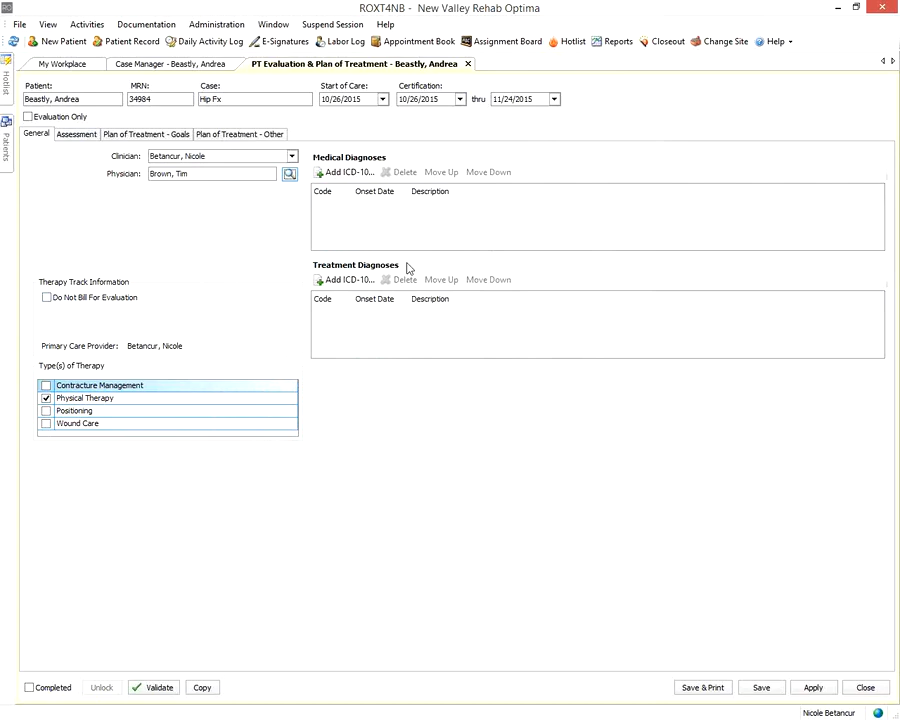 ROXT4NB - New Valley Rehab Optima
File View Activities Documentation Administration Window Suspend Session Help
New Patient Patient Record Daily Activity Log E-Signatures Labor Log Appointment Book Assignment Board Hotlist Reports Closeout Change Site Help
My Workplace Case Manager - Beastly, Andrea PT Evaluation & Plan of Treatment - Beastly, Andrea
Hotlist
Patients
Patient: MRN: Case: Start of Care: Certification:
Beastly, Andrea 34984 Hip Fx 10/26/2015 10/26/2015 thru 11/24/2015
Evaluation Only
General Assessment Plan of Treatment - Goals Plan of Treatment - Other
Clinician: Betancur, Nicole
Physician: Brown, Tim
Medical Diagnoses
Add ICD-10... Delete Move Up Move Down
Code Onset Date Description
Treatment Diagnoses
Add ICD-10... Delete Move Up Move Down
Code Onset Date Description
Therapy Track Information
Do Not Bill For Evaluation
Primary Care Provider: Betancur, Nicole
Type(s) of Therapy
Contracture Management
Physical Therapy
Positioning
Wound Care
Completed Unlock Validate Copy Save & Print Save Apply Close
Nicole Betancur